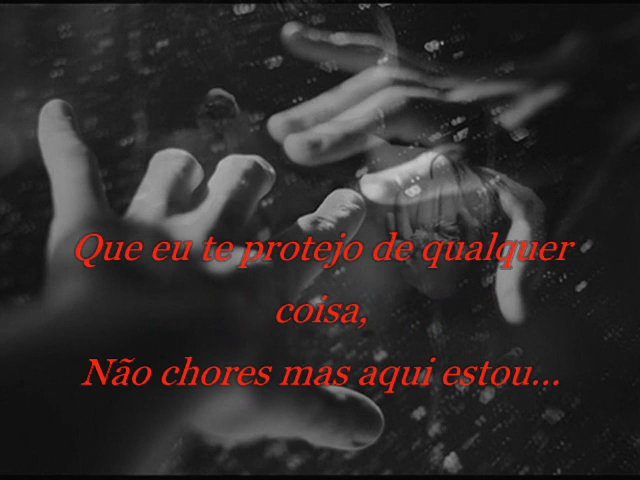 Que eu te protejo de qualquer
coisa,
Não chores mas aqui estou...